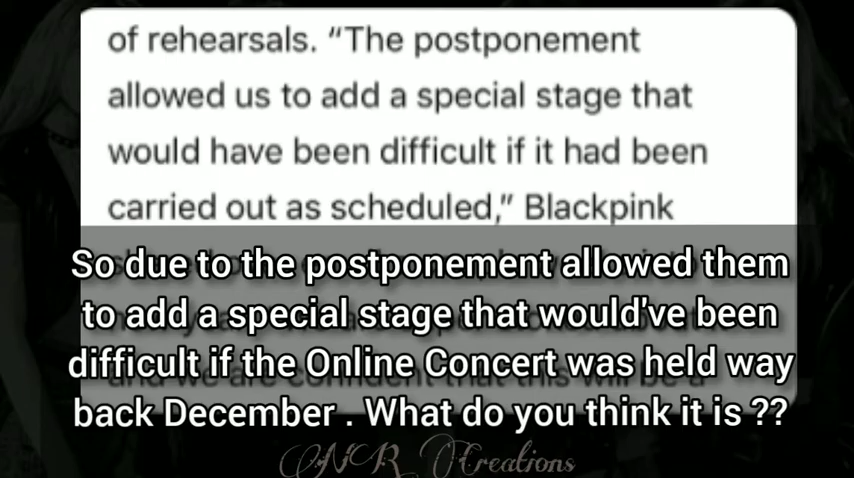 of rehearsals. “The postponement
allowed us to add a special stage that
would have been difficult if it had been
carried out as scheduled,” Blackpink
So due to the postponement allowed them
to add a special stage that would've been
difficult if the Online Concert was held way
back December . What do you think it is ??
NCR Creations